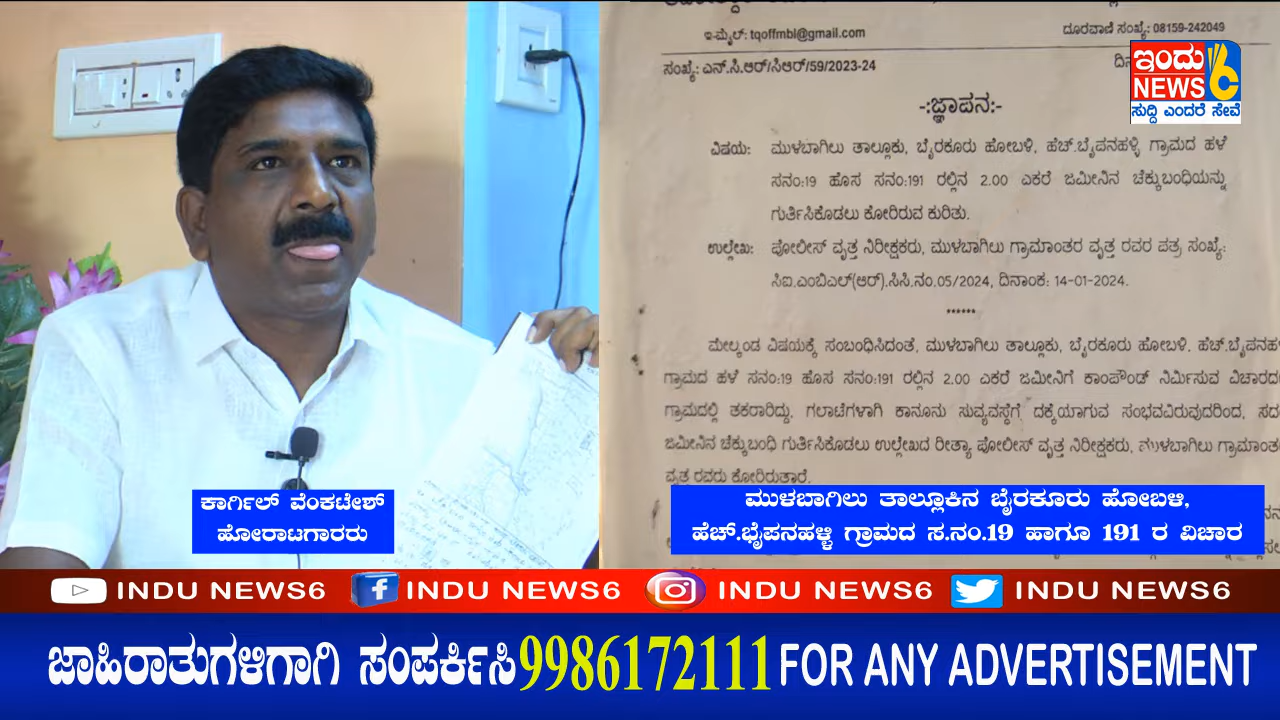 ಇ-ಮೈಲ್: tqoffmbl@gmail.com
ದೂರವಾಣಿ ಸಂಖ್ಯೆ: 08159-242049
ಸಂಖ್ಯೆ: ಎನ್.ಸಿ.ಆರ್/ಸಿಆರ್/59/2023-24
ಇಂದು
NEWS 6
ಸುದ್ದಿ ಎಂದರೆ ಸೇವೆ
-:ಜ್ಞಾಪನ:-
ವಿಷಯ: ಮುಳಬಾಗಿಲು ತಾಲ್ಲೂಕು, ಬೈರಕೂರು ಹೋಬಳಿ, ಹೆಚ್.ಬೈಪನಹಳ್ಳಿ ಗ್ರಾಮದ ಹಳೆ
ಸನಂ:19 ಹೊಸ ಸನಂ:191 ರಲ್ಲಿನ 2.00 ಎಕರೆ ಜಮೀನಿನ ಚೆಕ್ಕುಬಂಧಿಯನ್ನು
ಗುರ್ತಿಸಿಕೊಡಲು ಕೋರಿರುವ ಕುರಿತು.
ಉಲ್ಲೇಖ: ಪೋಲೀಸ್ ವೃತ್ತ ನಿರೀಕ್ಷಕರು, ಮುಳಬಾಗಿಲು ಗ್ರಾಮಾಂತರ ವೃತ್ತ ರವರ ಪತ್ರ ಸಂಖ್ಯೆ:
ಸಿಐ.ಎಂಬಿಎಲ್(ಆರ್).ಸಿಸಿ.ನಂ.05/2024, ದಿನಾಂಕ: 14-01-2024.
******
ಮೇಲ್ಕಂಡ ವಿಷಯಕ್ಕೆ ಸಂಬಂಧಿಸಿದಂತೆ, ಮುಳಬಾಗಿಲು ತಾಲ್ಲೂಕು, ಬೈರಕೂರು ಹೋಬಳಿ, ಹೆಚ್.ಬೈಪನಹಳ
ಗ್ರಾಮದ ಹಳೆ ಸನಂ:19 ಹೊಸ ಸನಂ:191 ರಲ್ಲಿನ 2.00 ಎಕರೆ ಜಮೀನಿಗೆ ಕಾಂಪೌಂಡ್ ನಿರ್ಮಿಸುವ ವಿಚಾರದ
ಗ್ರಾಮದಲ್ಲಿ ತಕರಾರಿದ್ದು, ಗಲಾಟೆಗಳಾಗಿ ಕಾನೂನು ಸುವ್ಯವಸ್ಥೆಗೆ ದಕ್ಕೆಯಾಗುವ ಸಂಭವವಿರುವುದರಿಂದ, ಸದ
ಜಮೀನಿನ ಚೆಕ್ಕುಬಂಧಿ ಗುರ್ತಿಸಿಕೊಡಲು ಉಲ್ಲೇಖದ ರೀತ್ಯಾ ಪೋಲೀಸ್ ವೃತ್ತ ನಿರೀಕ್ಷಕರು, ಮುಳಬಾಗಿಲು ಗ್ರಾಮಾಂತ
ವೃತ್ತ ರವರು ಕೋರಿರುತ್ತಾರೆ.
ಕಾರ್ಗಿಲ್ ವೆಂಕಟೇಶ್
ಹೋರಾಟಗಾರರು
ಮುಳಬಾಗಿಲು ತಾಲ್ಲೂಕಿನ ಬೈರಕೂರು ಹೋಬಳಿ,
ಹೆಚ್.ಭೈಪನಹಳ್ಳಿ ಗ್ರಾಮದ ಸ.ನಂ.19 ಹಾಗೂ 191 ರ ವಿಚಾರ
INDU NEWS6 INDU NEWS6 INDU NEWS6 INDU NEWS6
ಜಾಹಿರಾತುಗಳಿಗಾಗಿ ಸಂಪರ್ಕಿಸಿ 9986172111 FOR ANY ADVERTISEMENT